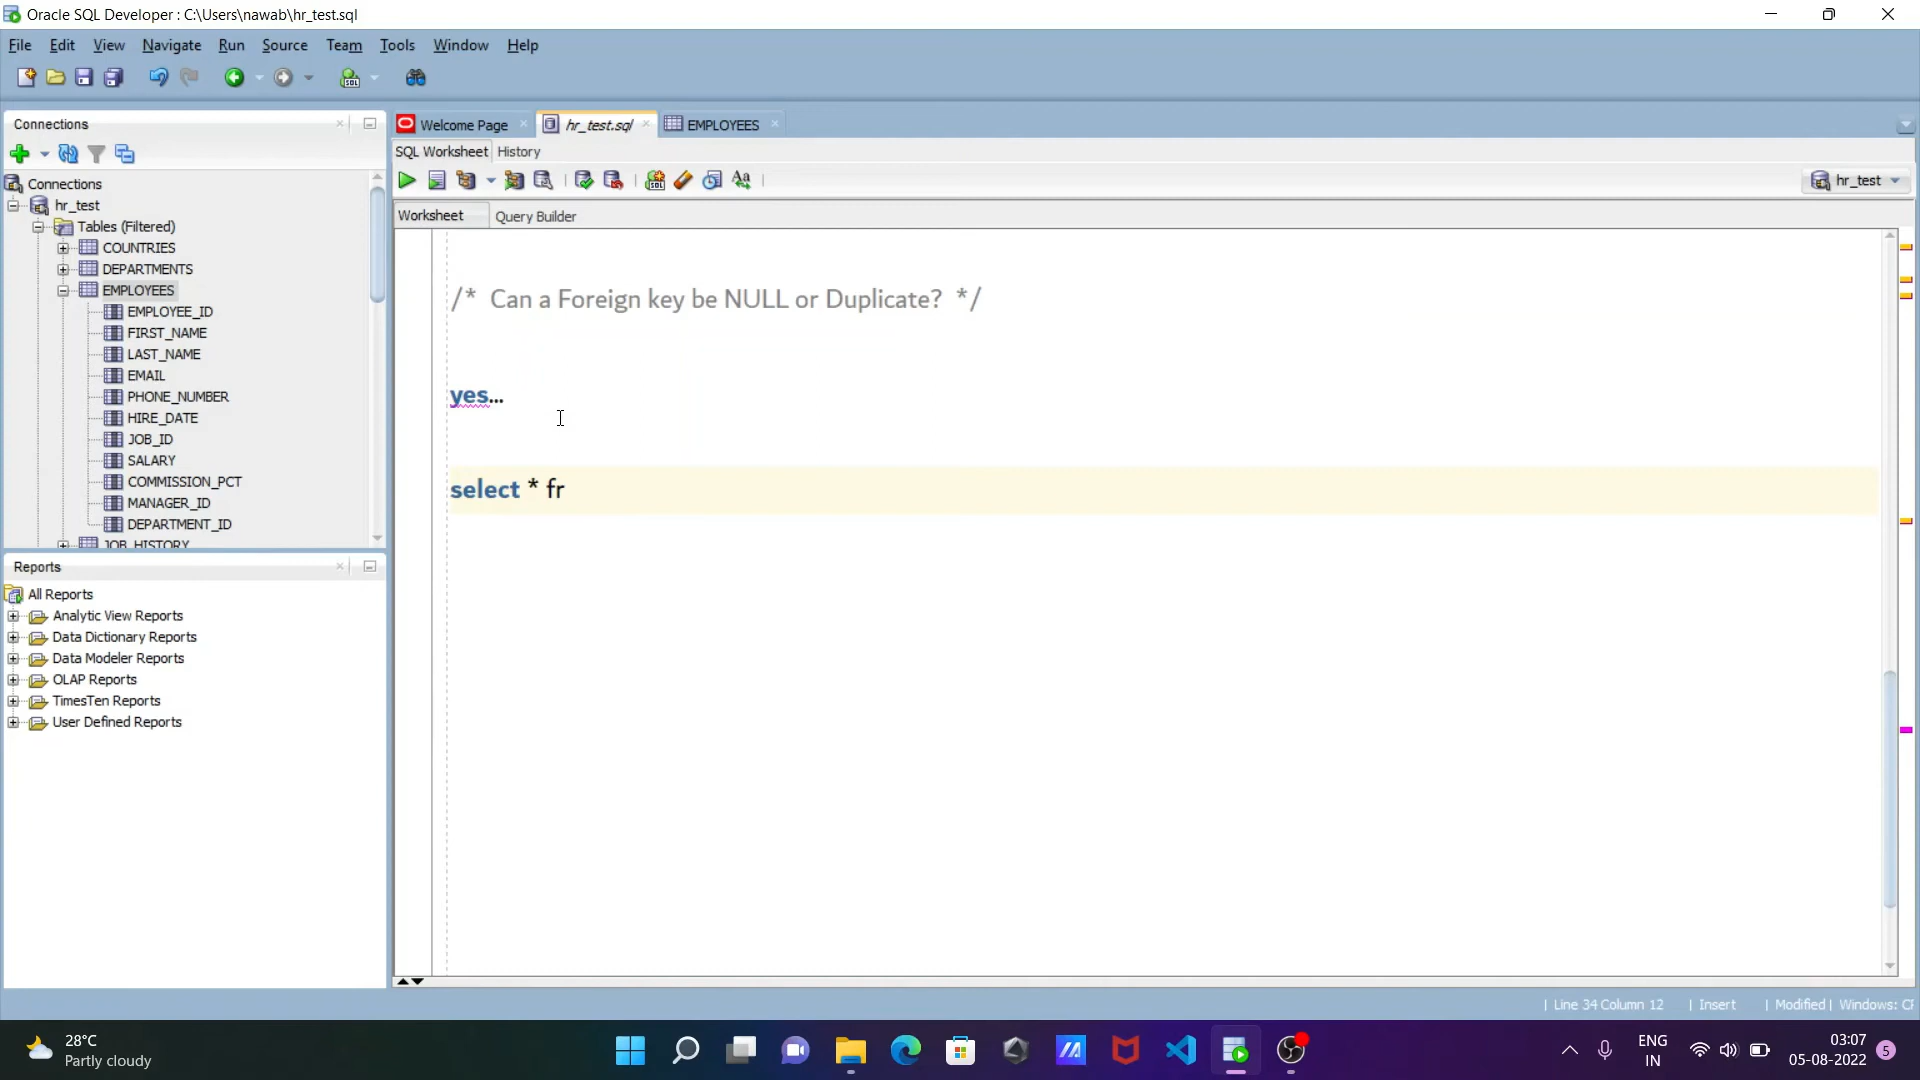 Oracle SQL Developer : C:\Users\nawab\hr_test.sql
File Edit View Navigate Run Source Team Tools Window Help
Connections
Welcome Page
hr_test.sql
EMPLOYEES
SQL Worksheet History
hr_test
Worksheet Query Builder
Connections
hr_test
Tables (Filtered)
COUNTRIES
DEPARTMENTS
EMPLOYEES
EMPLOYEE_ID
FIRST_NAME
LAST_NAME
EMAIL
PHONE_NUMBER
HIRE_DATE
JOB_ID
SALARY
COMMISSION_PCT
MANAGER_ID
DEPARTMENT_ID
JOB_HISTORY
/* Can a Foreign key be NULL or Duplicate? */
yes...
select * fr
Reports
All Reports
Analytic View Reports
Data Dictionary Reports
Data Modeler Reports
OLAP Reports
TimesTen Reports
User Defined Reports
| Line 34 Column 12 | Insert | Modified | Windows: CF
28°C
Partly cloudy
ENG
IN
03:07
05-08-2022
5